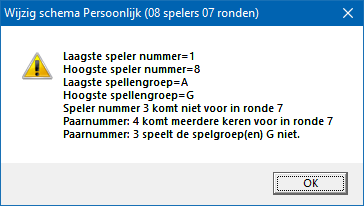 Wijzig schema Persoonlijk (08 spelers 07 ronden)
Laagste speler nummer=1
Hoogste speler nummer=8
Laagste spellengroep=A
Hoogste spellengroep=G
Speler nummer 3 komt niet voor in ronde 7
Paarnummer: 4 komt meerdere keren voor in ronde 7
Paarnummer: 3 speelt de spelgroep(en) G niet.
OK